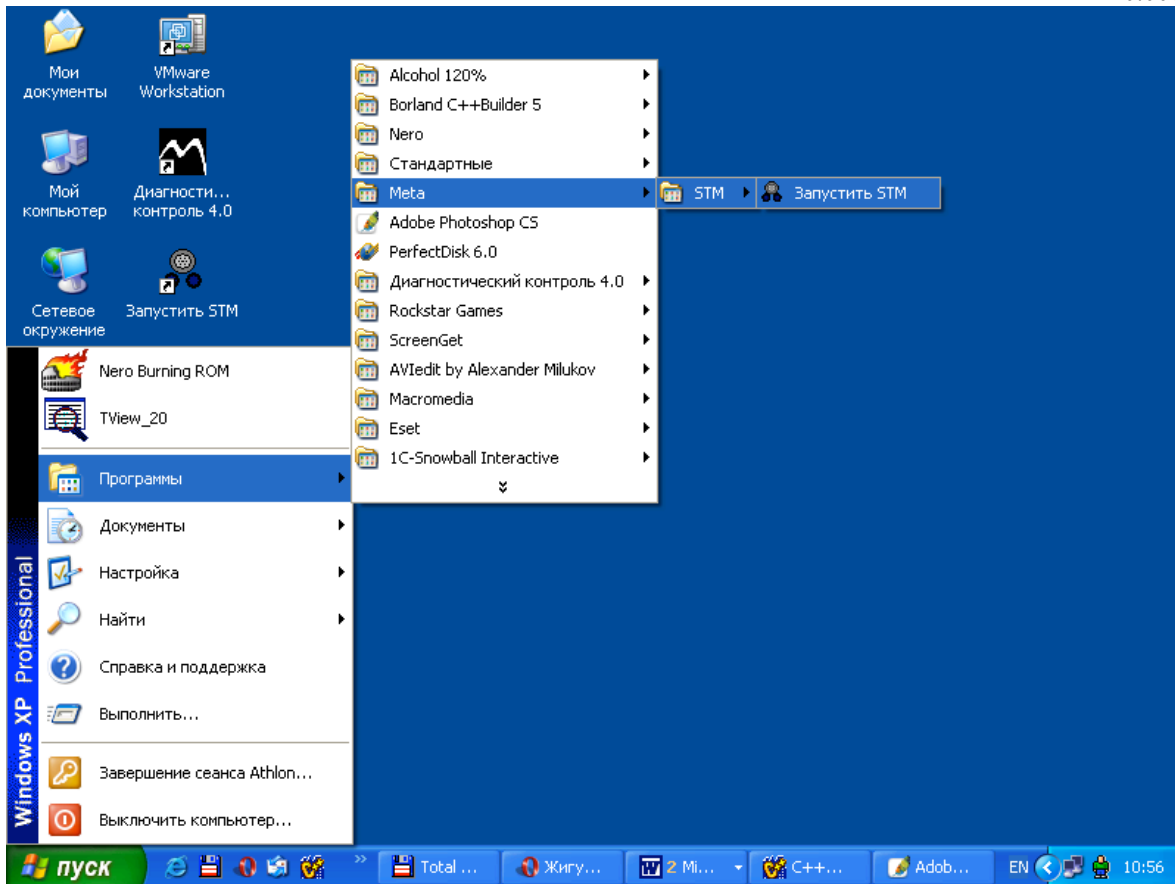 Мои
документы
VMware
Workstation
Мой
компьютер
Диагности...
контроль 4.0
Сетевое
окружение
Запустить STM
Alcohol 120%
Borland C++Builder 5
Nero
Стандартные
Meta
Adobe Photoshop CS
PerfectDisk 6.0
Диагностический контроль 4.0
Rockstar Games
ScreenGet
AVIedit by Alexander Milukov
Macromedia
Eset
1C-Snowball Interactive
STM
Запустить STM
Nero Burning ROM
TView_20
Программы
Документы
Настройка
Найти
Справка и поддержка
Выполнить...
Завершение сеанса Athlon...
Выключить компьютер...
Windows XP Professional
пуск
Total ...
Жигу...
2 Mi...
C++...
Adob...
EN
10:56